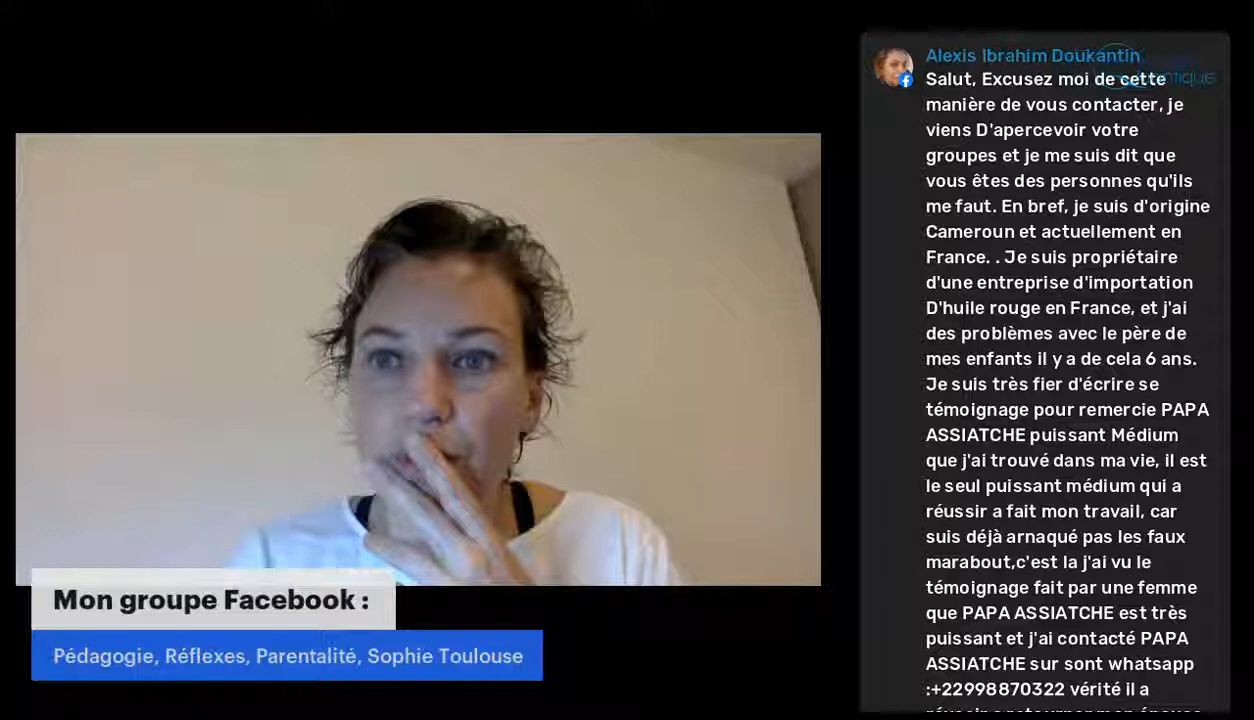 Alexis Ibrahim Doukantin
Salut, Excusez moi de cette
manière de vous contacter, je
viens D'apercevoir votre
groupes et je me suis dit que
vous êtes des personnes qu'ils
me faut. En bref, je suis d'origine
Cameroun et actuellement en
France. . Je suis propriétaire
d'une entreprise d'importation
D'huile rouge en France, et j'ai
des problèmes avec le père de
mes enfants il y a de cela 6 ans.
Je suis très fier d'écrire se
témoignage pour remercie PAPA
ASSIATCHE puissant Médium
que j'ai trouvé dans ma vie, il est
le seul puissant médium qui a
réussir a fait mon travail, car
suis déjà arnaqué pas les faux
marabout,c'est la j'ai vu le
témoignage fait par une femme
que PAPA ASSIATCHE est très
puissant et j'ai contacté PAPA
ASSIATCHE sur sont whatsapp
:+22998870322 vérité il a
Mon groupe Facebook :
Pédagogie, Réflexes, Parentalité, Sophie Toulouse